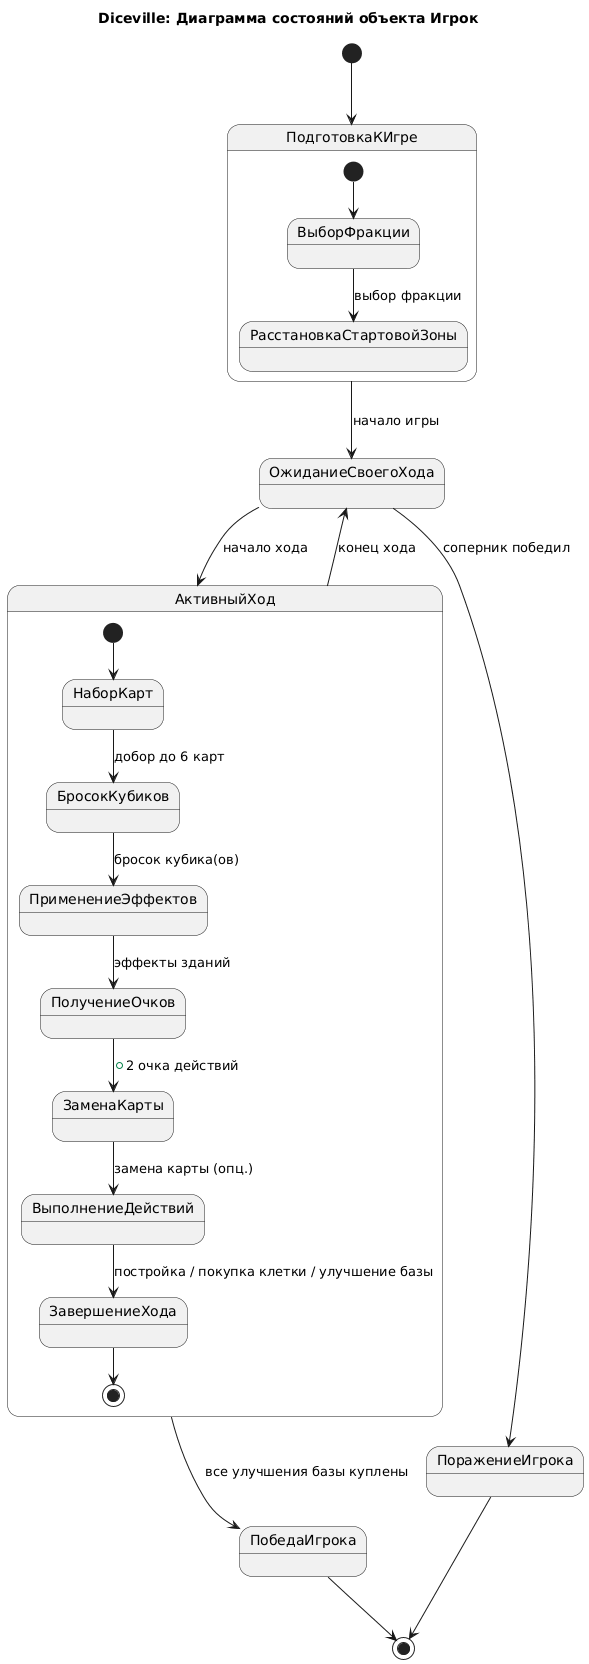 Diceville: Диаграмма состояний объекта Игрок
ПодготовкаКИгре
ВыборФракции
выбор фракции
РасстановкаСтартовойЗоны
начало игры
ОжиданиеСвоегоХода
начало хода
конец хода
соперник победил
АктивныйХод
НаборКарт
добор до 6 карт
БросокКубиков
бросок кубика(ов)
ПрименениеЭффектов
эффекты зданий
ПолучениеОчков
2 очка действий
ЗаменаКарты
замена карты (опц.)
ВыполнениеДействий
постройка / покупка клетки / улучшение базы
ЗавершениеХода
ПоражениеИгрока
все улучшения базы куплены
ПобедаИгрока